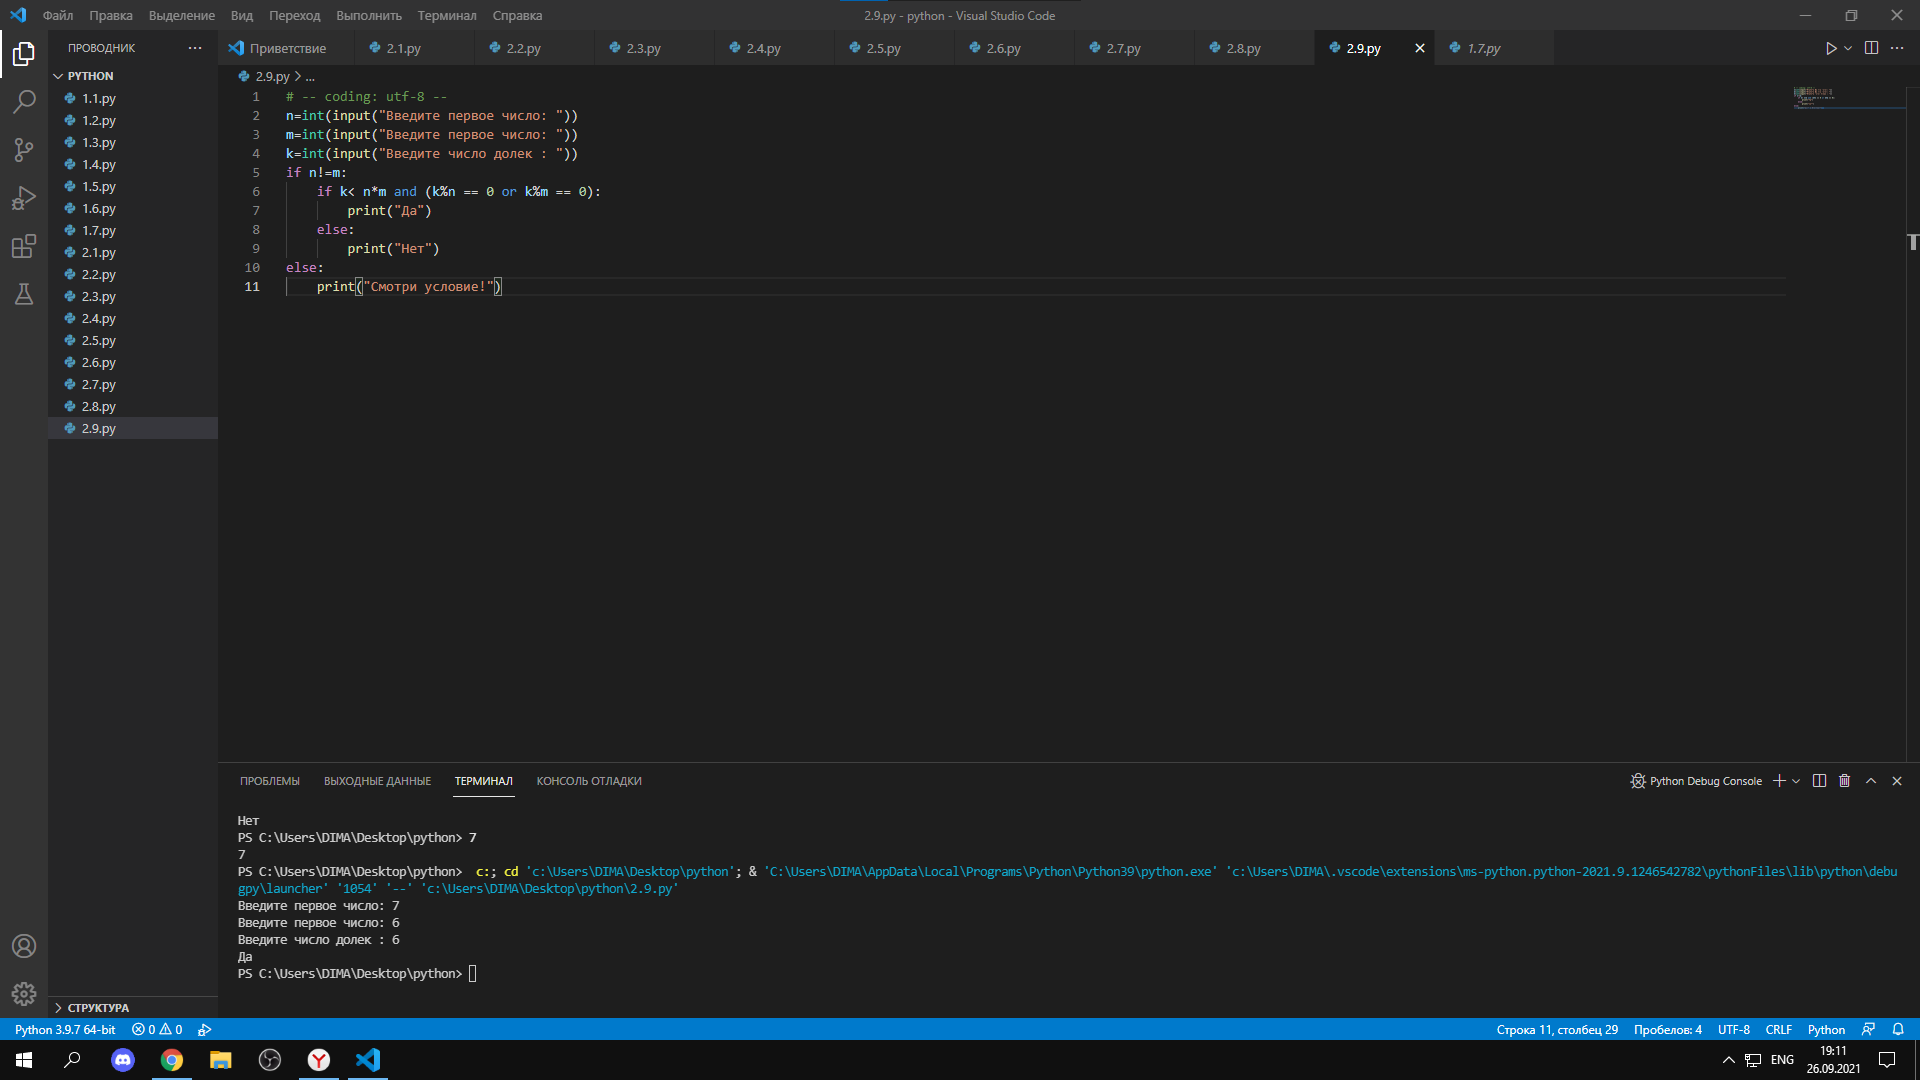 Файл Правка Выделение Вид Переход Выполнить Терминал Справка
2.9.py - python - Visual Studio Code
ПРОВОДНИК
Приветствие 2.1.py 2.2.py 2.3.py 2.4.py 2.5.py 2.6.py 2.7.py 2.8.py 2.9.py 1.7.py
PYTHON
1.1.py
1.2.py
1.3.py
1.4.py
1.5.py
1.6.py
1.7.py
2.1.py
2.2.py
2.3.py
2.4.py
2.5.py
2.6.py
2.7.py
2.8.py
2.9.py
СТРУКТУРА
2.9.py > ...
1 # -- coding: utf-8 --
2 n=int(input("Введите первое число: "))
3 m=int(input("Введите первое число: "))
4 k=int(input("Введите число долек : "))
5 if n!=m:
6     if k< n*m and (k%n == 0 or k%m == 0):
7         print("Да")
8     else:
9         print("Нет")
10 else:
11     print("Смотри условие!")
ПРОБЛЕМЫ ВЫХОДНЫЕ ДАННЫЕ ТЕРМИНАЛ КОНСОЛЬ ОТЛАДКИ
Python Debug Console
Нет
PS C:\Users\DIMA\Desktop\python> 7
7
PS C:\Users\DIMA\Desktop\python>  c:; cd 'c:\Users\DIMA\Desktop\python'; & 'C:\Users\DIMA\AppData\Local\Programs\Python\Python39\python.exe' 'c:\Users\DIMA\.vscode\extensions\ms-python.python-2021.9.1246542782\pythonFiles\lib\python\debu
gpy\launcher' '1054' '--' 'c:\Users\DIMA\Desktop\python\2.9.py'
Введите первое число: 7
Введите первое число: 6
Введите число долек : 6
Да
PS C:\Users\DIMA\Desktop\python>
Python 3.9.7 64-bit 0 0
Строка 11, столбец 29 Пробелов: 4 UTF-8 CRLF Python
ENG
19:11
26.09.2021